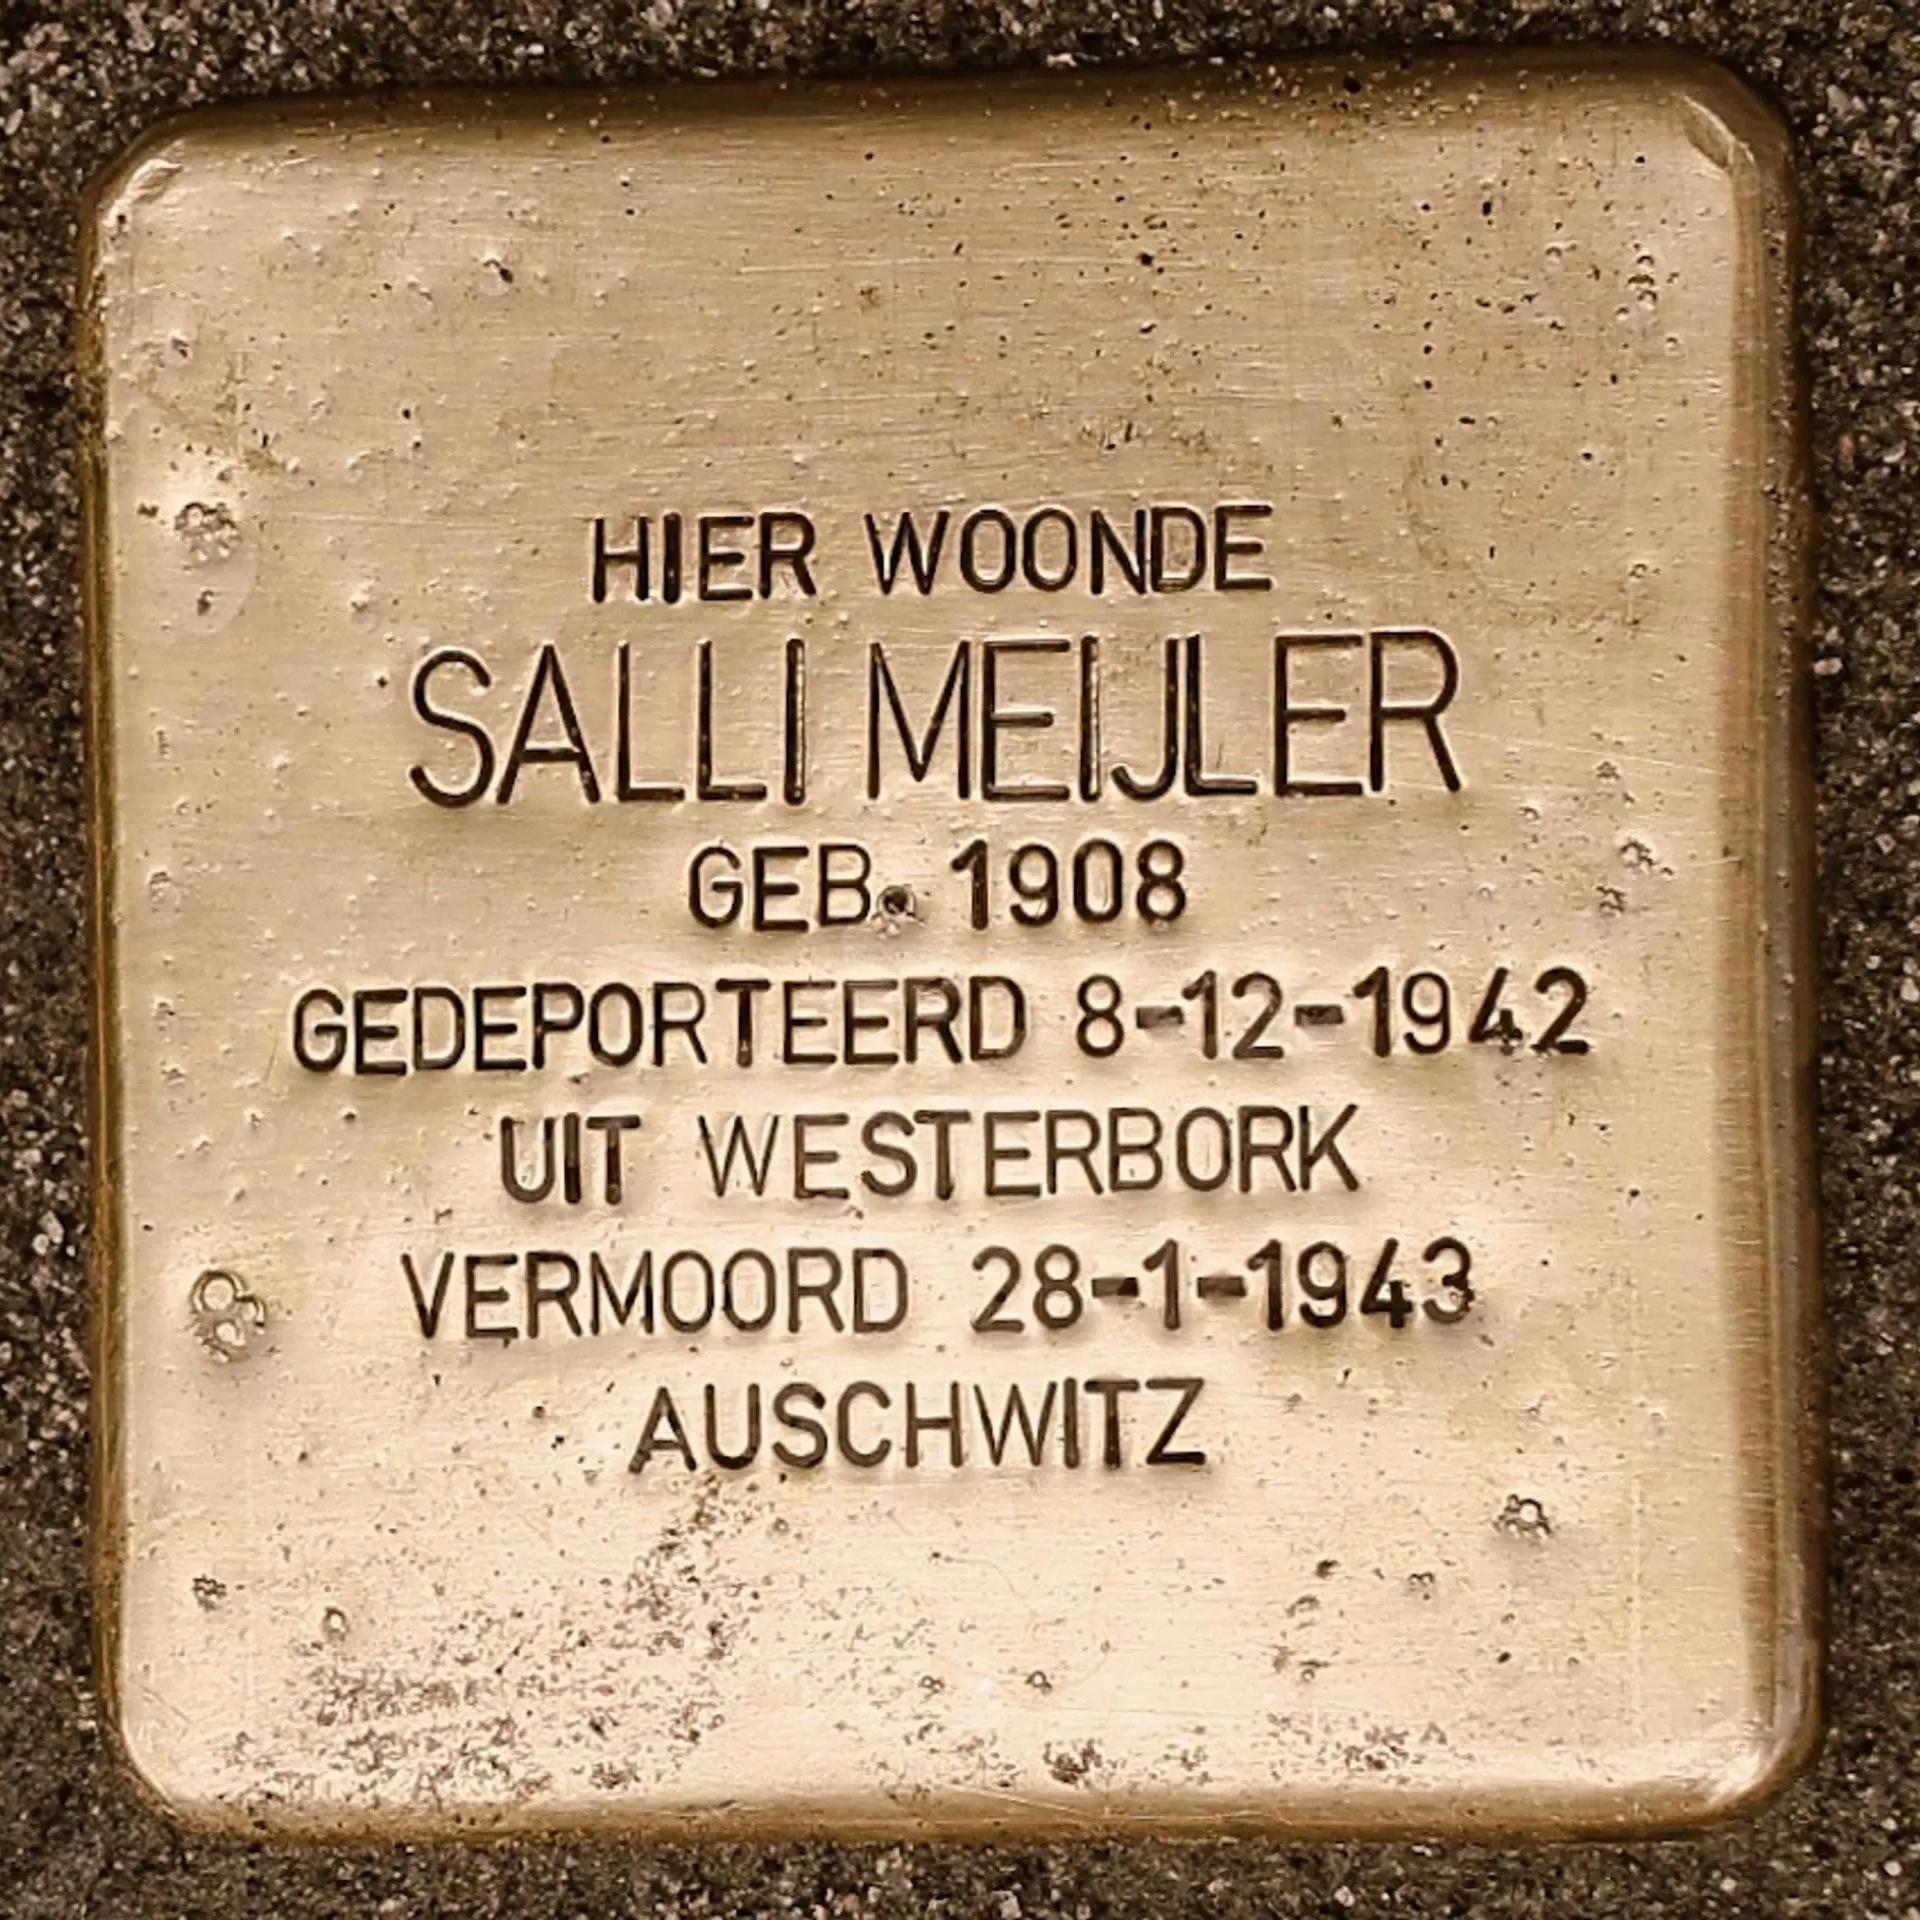 HIER WOONDE
SALLI MEIJLER
GEB. 1908
GEDEPORTEERD 8-12-1942
UIT WESTERBORK
VERMOORD 28-1-1943
AUSCHWITZ